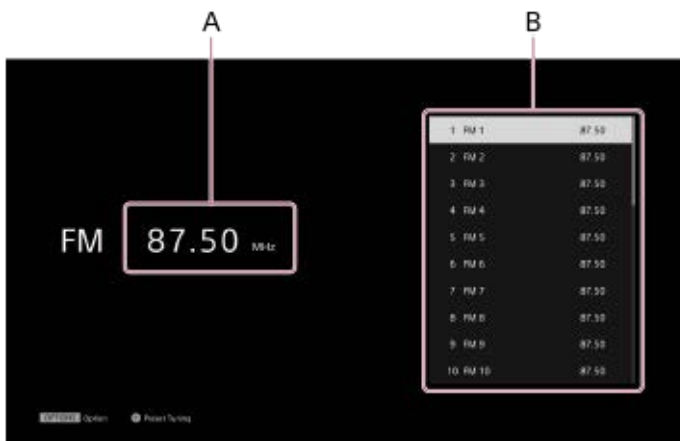 A B
FM 87.50 MHz
1 FM 1 87.50
2 FM 2 87.50
3 FM 3 87.50
4 FM 4 87.50
5 FM 5 87.50
6 FM 6 87.50
7 FM 7 87.50
8 FM 8 87.50
9 FM 9 87.50
10 FM 10 87.50
OPTIONS Option Preset Tuning